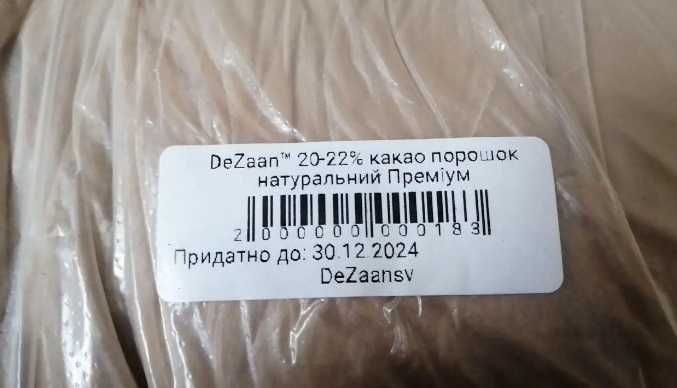 DeZaan™ 20-22% какао порошок
натуральний Преміум
2 000000 000183
Придатно до: 30.12.2024
DeZaansv